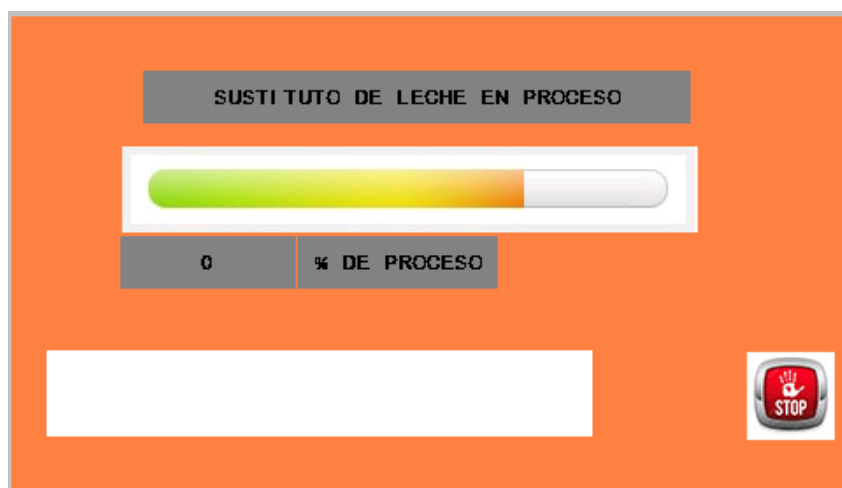 SUSTITUTO DE LECHE EN PROCESO
0 % DE PROCESO
STOP